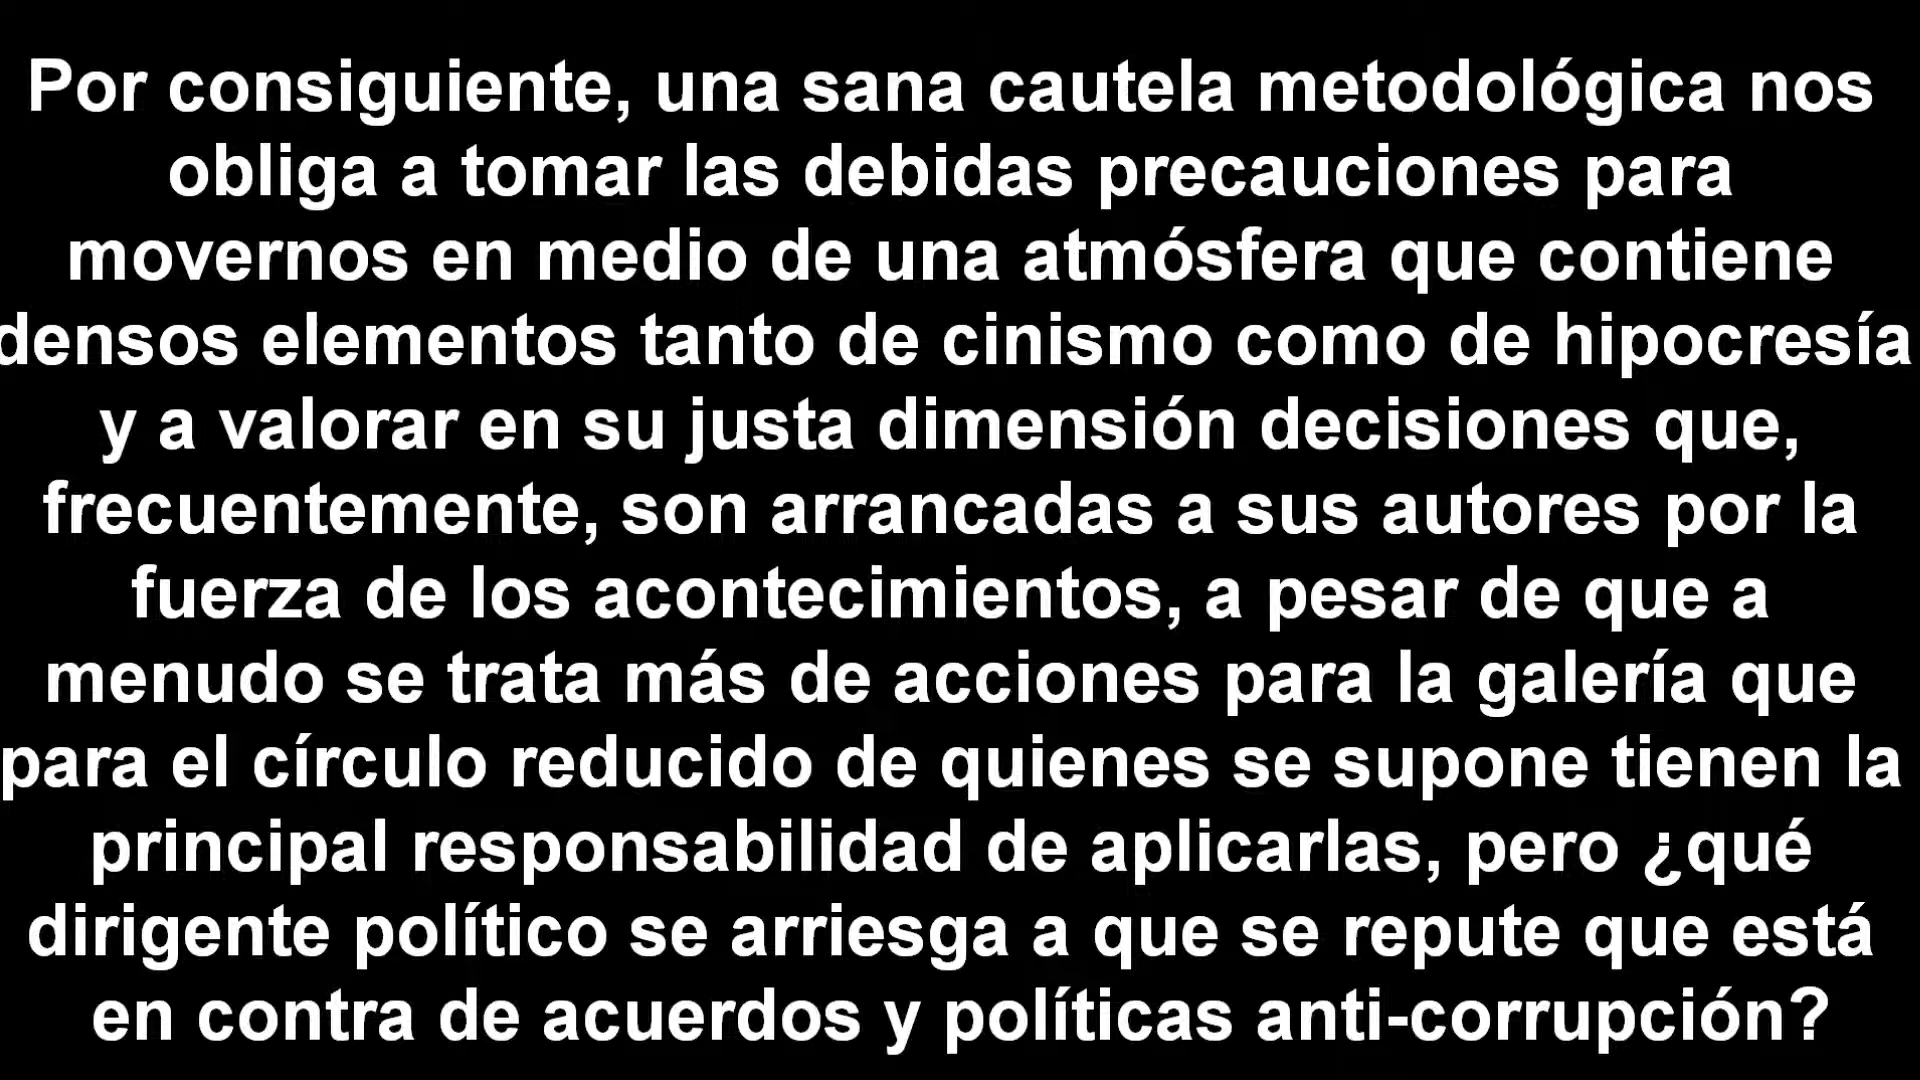 Por consiguiente, una sana cautela metodológica nos
obliga a tomar las debidas precauciones para
movernos en medio de una atmósfera que contiene
densos elementos tanto de cinismo como de hipocresía
y a valorar en su justa dimensión decisiones que,
frecuentemente, son arrancadas a sus autores por la
fuerza de los acontecimientos, a pesar de que a
menudo se trata más de acciones para la galería que
para el círculo reducido de quienes se supone tienen la
principal responsabilidad de aplicarlas, pero ¿qué
dirigente político se arriesga a que se repute que está
en contra de acuerdos y políticas anti-corrupción?